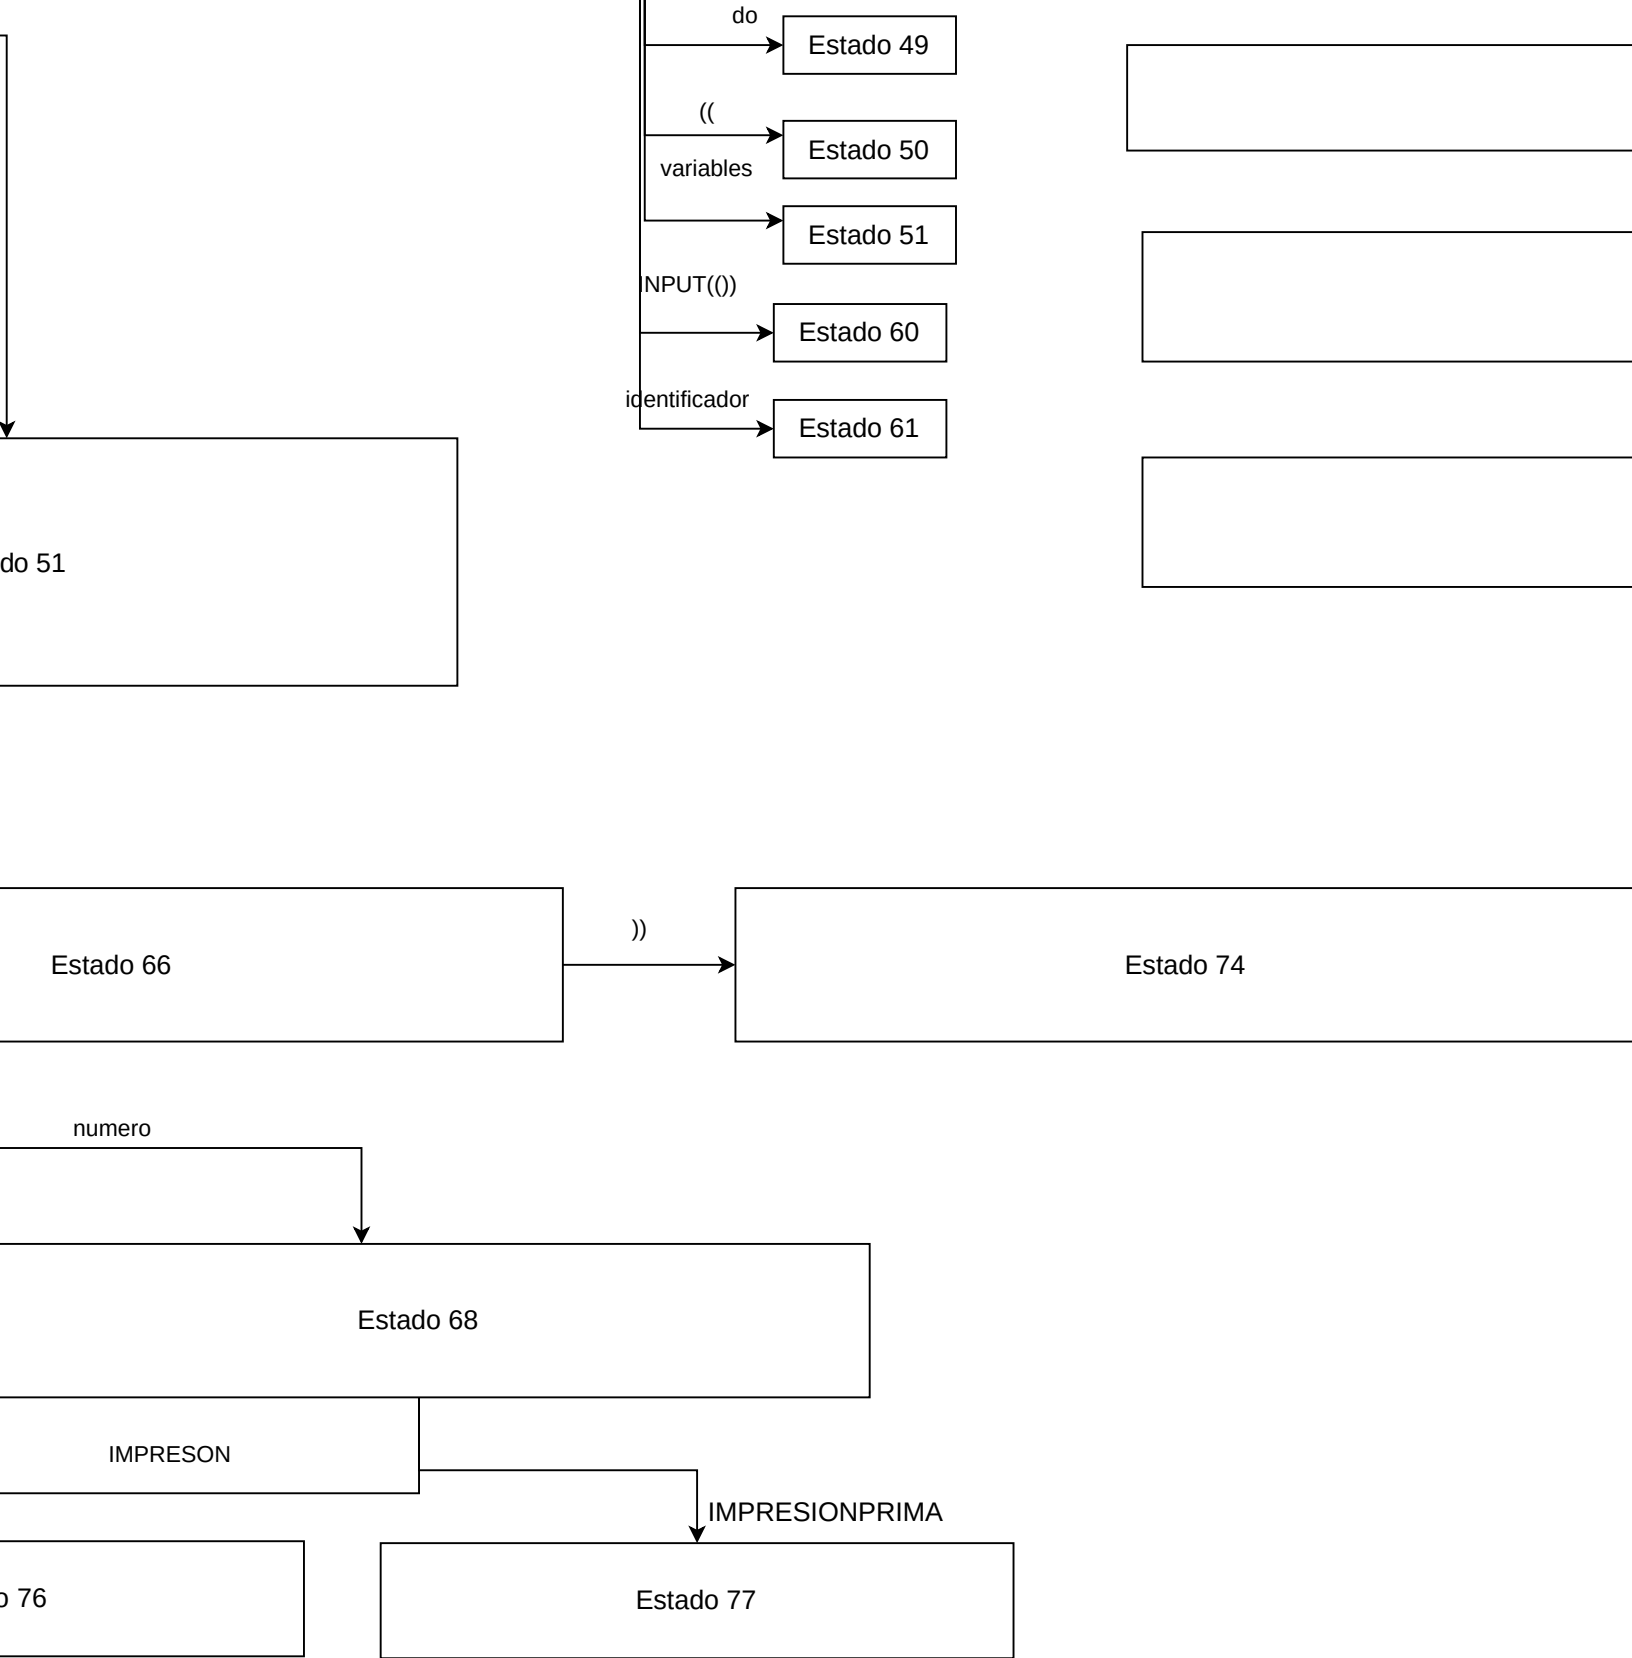 do
Estado 49
((
Estado 50
variables
Estado 51
INPUT(())
Estado 60
identificador
Estado 61
do 51
))
Estado 66
Estado 74
numero
Estado 68
IMPRESON
IMPRESIONPRIMA
o 76
Estado 77